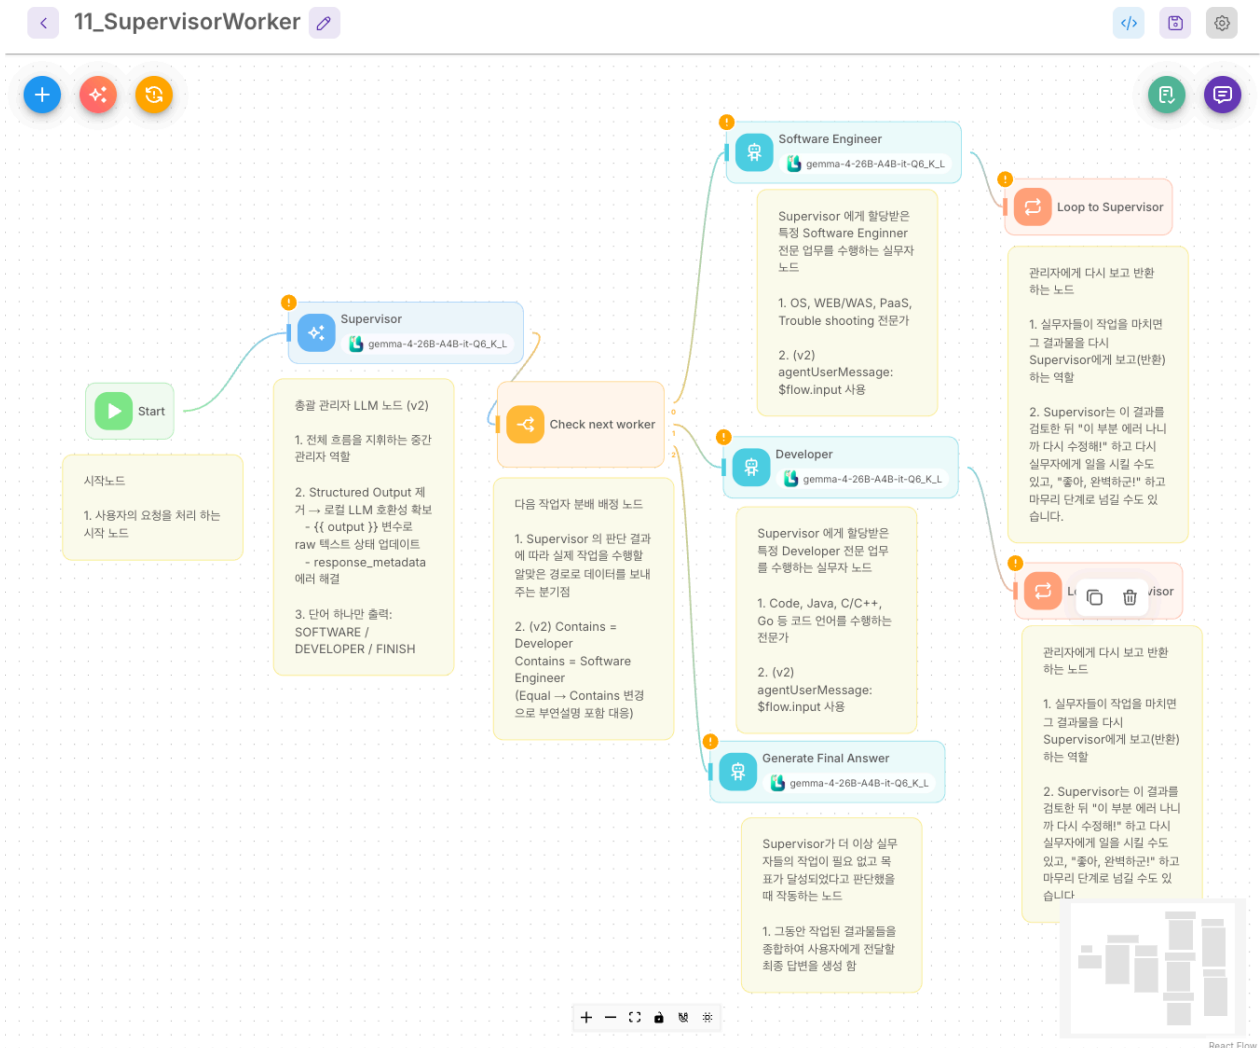 11_SupervisorWorker
Start
시작노드
1. 사용자의 요청을 처리 하는
시작 노드
Supervisor
gemma-4-26B-A4B-it-Q6_K_L
총괄 관리자 LLM 노드 (v2)
1. 전체 흐름을 지휘하는 중간
관리자 역할
2. Structured Output 제
거 → 로컬 LLM 호환성 확보
- {{ output }} 변수로
raw 텍스트 상태 업데이트
- response_metadata
에러 해결
3. 단어 하나만 출력:
SOFTWARE /
DEVELOPER / FINISH
Check next worker
0
1
2
다음 작업자 분배 배정 노드
1. Supervisor 의 판단 결과
에 따라 실제 작업을 수행할
알맞은 경로로 데이터를 보내
주는 분기점
2. (v2) Contains =
Developer
Contains = Software
Engineer
(Equal → Contains 변경
으로 부연설명 포함 대응)
Software Engineer
gemma-4-26B-A4B-it-Q6_K_L
Supervisor 에게 할당받은
특정 Software Enginner
전문 업무를 수행하는 실무자
노드
1. OS, WEB/WAS, PaaS,
Trouble shooting 전문가
2. (v2)
agentUserMessage:
$flow.input 사용
Developer
gemma-4-26B-A4B-it-Q6_K_L
Supervisor 에게 할당받은
특정 Developer 전문 업무
를 수행하는 실무자 노드
1. Code, Java, C/C++,
Go 등 코드 언어를 수행하는
전문가
2. (v2)
agentUserMessage:
$flow.input 사용
Generate Final Answer
gemma-4-26B-A4B-it-Q6_K_L
Supervisor가 더 이상 실무
자들의 작업이 필요 없고 목
표가 달성되었다고 판단했을
때 작동하는 노드
1. 그동안 작업된 결과물들을
종합하여 사용자에게 전달할
최종 답변을 생성 함
Loop to Supervisor
관리자에게 다시 보고 반환
하는 노드
1. 실무자들이 작업을 마치면
그 결과물을 다시
Supervisor에게 보고(반환)
하는 역할
2. Supervisor는 이 결과를
검토한 뒤 "이 부분 에러 나니
까 다시 수정해!" 하고 다시
실무자에게 일을 시킬 수도
있고, "좋아, 완벽하군!" 하고
마무리 단계로 넘길 수도 있
습니다.
visor
관리자에게 다시 보고 반환
하는 노드
1. 실무자들이 작업을 마치면
그 결과물을 다시
Supervisor에게 보고(반환)
하는 역할
2. Supervisor는 이 결과를
검토한 뒤 "이 부분 에러 나니
까 다시 수정해!" 하고 다시
실무자에게 일을 시킬 수도
있고, "좋아, 완벽하군!" 하고
마무리 단계로 넘길 수도 있
습니다
React Flow